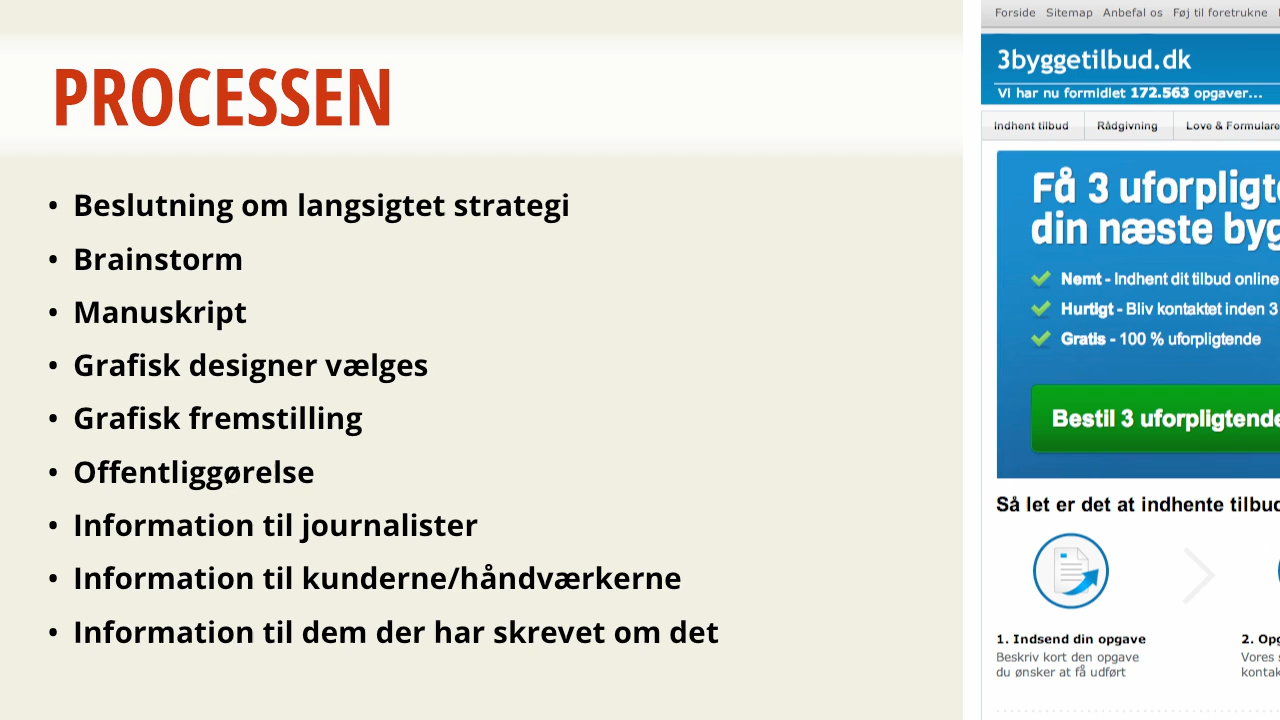 PROCESSEN
• Beslutning om langsigtet strategi
• Brainstorm
• Manuskript
• Grafisk designer vælges
• Grafisk fremstilling
• Offentliggørelse
• Information til journalister
• Information til kunderne/håndværkerne
• Information til dem der har skrevet om det
Forside Sitemap Anbefal os Føj til foretrukne
3byggetilbud.dk
Vi har nu formidlet 172.563 opgaver...
Indhent tilbud Rådgivning Love & Formulare
Få 3 uforpligte
din næste byg
Nemt - Indhent dit tilbud online
Hurtigt - Bliv kontaktet inden 3
Gratis - 100 % uforpligtende
Bestil 3 uforpligtende
Så let er det at indhente tilbud
1. Indsend din opgave
Beskriv kort den opgave
du ønsker at få udført
2. Opg
Vores s
kontak